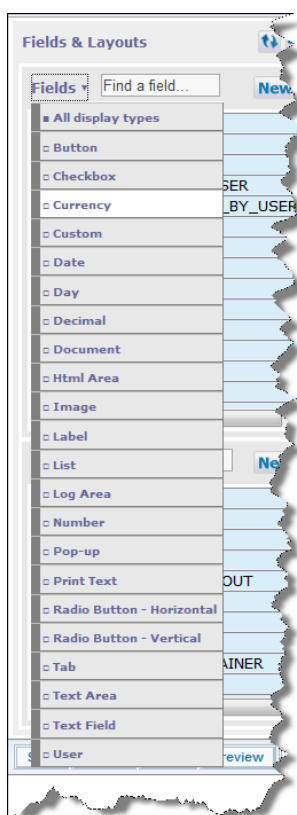 Fields & Layouts
Fields Find a field... New
All display types
Button
Checkbox
SER
Currency _BY_USER
Custom
Date
Day
Decimal
Document
Html Area
Image
Label
List Ne
Log Area
Number
Pop-up
Print Text OUT
Radio Button - Horizontal
Radio Button - Vertical
Tab AINER
Text Area
Text Field
User review